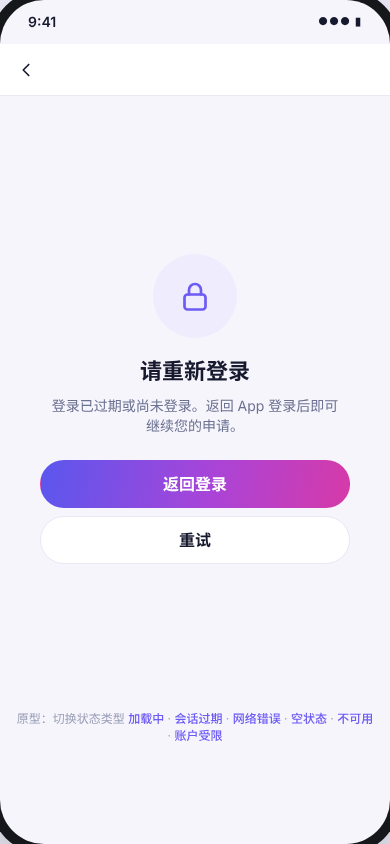 9:41
请重新登录
登录已过期或尚未登录。返回 App 登录后即可
继续您的申请。
返回登录
重试
原型：切换状态类型 加载中 · 会话过期 · 网络错误 · 空状态 · 不可用
· 账户受限